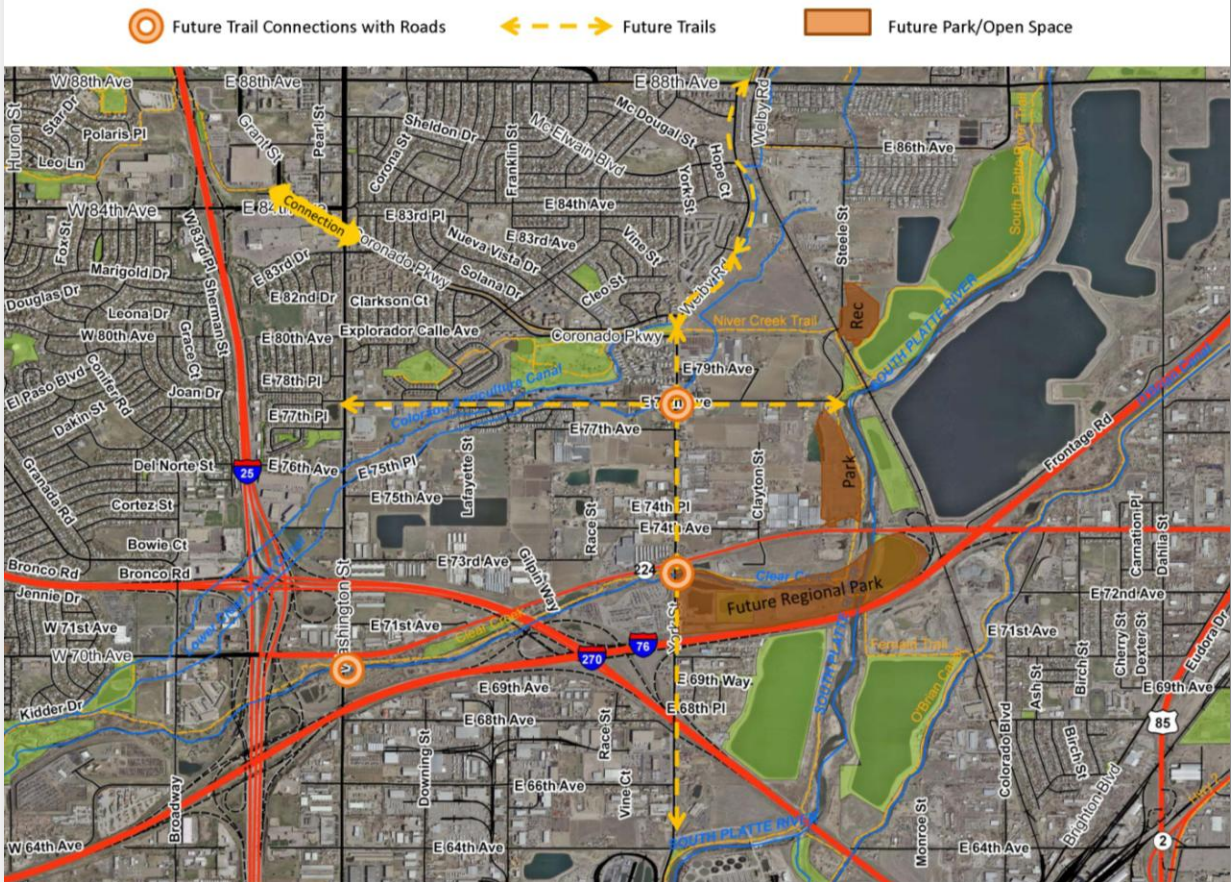 Future Trail Connections with Roads
Future Trails
Future Park/Open Space
W 88th Ave
E 88th Ave
E 88th Ave
Huron St
Star Dr
Polaris Pl
Leo Ln
Grant St
Pearl St
Corona St
Sheldon Dr
Franklin St
Mc Elwain Blvd
Mc Dougal St
Hope Ct
York St
Welby Rd
E 86th Ave
South Platte River Trail
W 84th Ave
E 84th Ave
Connection
E 84th Ave
E 83rd Pl
E 83rd Ave
Fox St
W 83rd Pl
E 83rd Dr
Coronado Pkwy
Nueva Vista Dr
Vine St
Steele St
Marigold Dr
Solana Dr
Cleo St
Welby Rd
Douglas Dr
E 82nd Dr
Clarkson Ct
Leona Dr
Sherman St
W 80th Ave
Grace Ct
E 80th Ave
Explorador Calle Ave
Coronado Pkwy
Niver Creek Trail
Rec
SOUTH PLATTE RIVER
El Paso Blvd
Conifer Rd
Joan Dr
E 78th Pl
E 79th Ave
Colorado Agriculture Canal
Dakin St
E 77th Pl
E 77th Ave
Frontage Rd
Granada Rd
Del Norte St
25
E 76th Ave
E 75th Pl
Lafayette St
Clayton St
Park
Cortez St
E 75th Ave
Race St
E 74th Pl
E 74th Ave
Carnation Pl
Dahlia St
Bowie Ct
Bronco Rd
Bronco Rd
E 73rd Ave
Gilpin Way
224
Clear
Future Regional Park
Jennie Dr
Washington St
E 72nd Ave
W 71st Ave
E 71st Ave
Clear Creek
York St
76
270
E 71st Ave
Cherry St
Dexter St
Eudora Dr
W 70th Ave
Fernald Trail
O'Brian Canal
SOUTH PLATTE
Kidder Dr
E 69th Ave
E 69th Way
Ash St
Birch St
E 69th Ave
E 68th Ave
E 68th Pl
85
Broadway
Downing St
Race St
Colorado Blvd
Birch St
E 66th Ave
Vine Ct
Brighton Blvd
W 64th Ave
E 64th Ave
SOUTH PLATTE RIVER
Monroe St
E 64th Ave
2